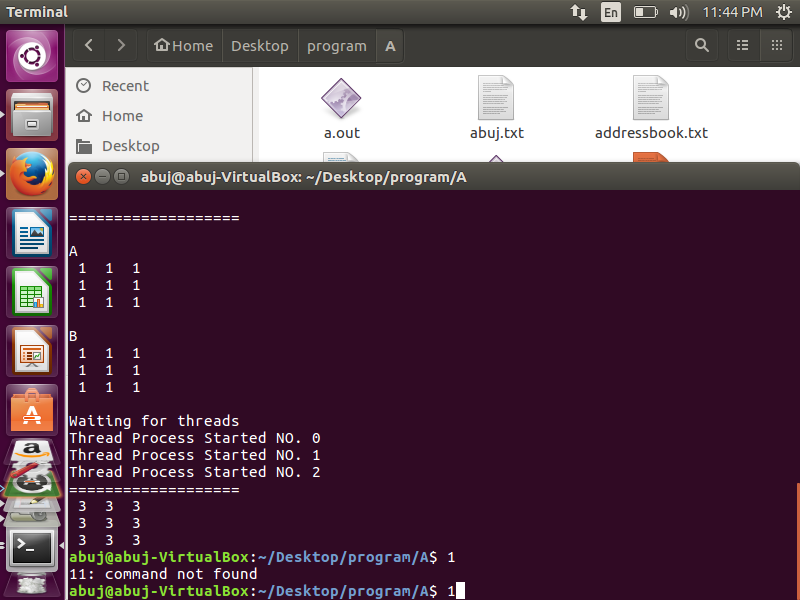 Terminal
En
11:44 PM
Home
Desktop
program
A
Recent
Home
Desktop
a.out
abuj.txt
addressbook.txt
abuj@abuj-VirtualBox: ~/Desktop/program/A
===================
A
1 1 1
1 1 1
1 1 1
B
1 1 1
1 1 1
1 1 1
Waiting for threads
Thread Process Started NO. 0
Thread Process Started NO. 1
Thread Process Started NO. 2
===================
3 3 3
3 3 3
3 3 3
abuj@abuj-VirtualBox:~/Desktop/program/A$ 1
11: command not found
abuj@abuj-VirtualBox:~/Desktop/program/A$ 1